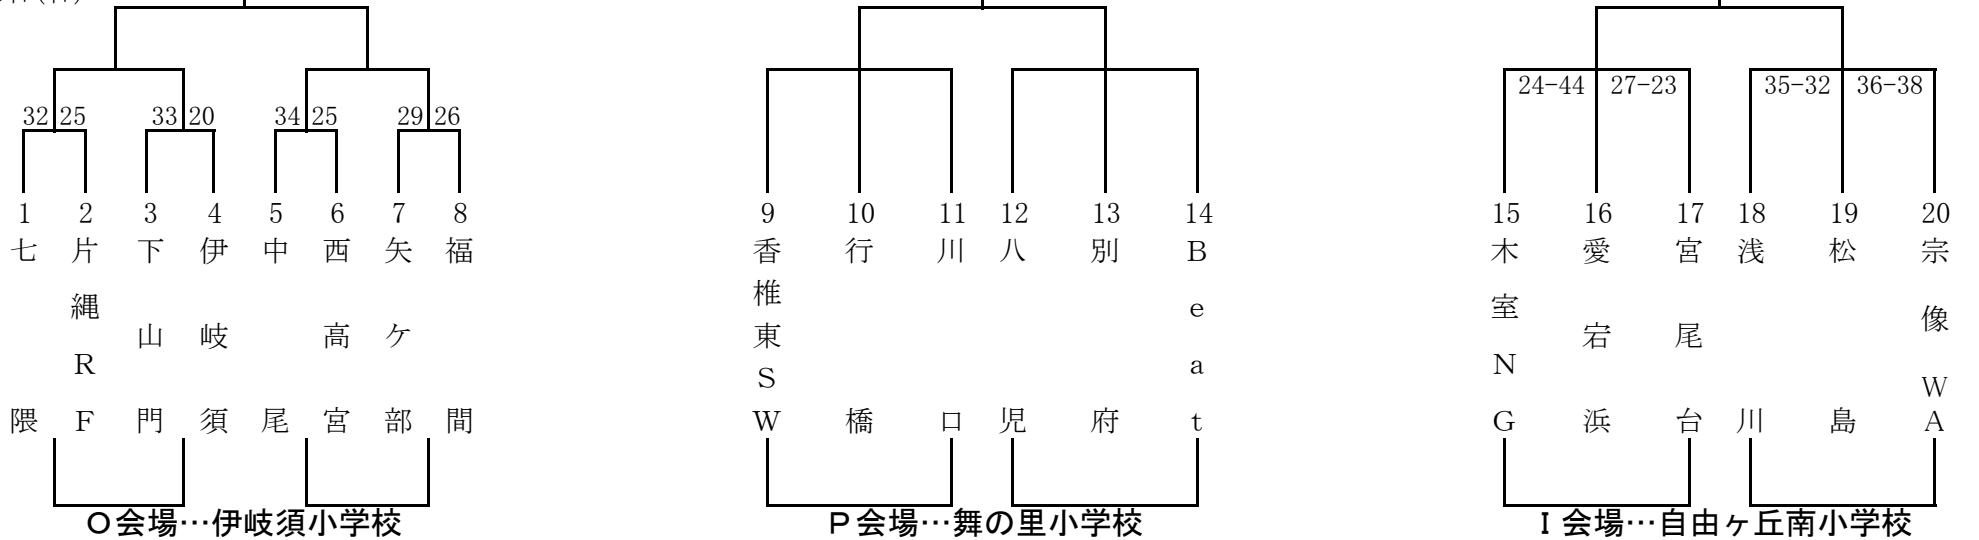 32 25 33 20 34 25 29 26
24-44 27-23 35-32 36-38
1 2 3 4 5 6 7 8 9 10 11 12 13 14 15 16 17 18 19 20
七隈
片縄RF
下山門
伊岐須
中尾
西高宮
矢ケ部
福間
香椎東SW
行橋
川口
八児
別府
Beat
木室NG
愛宕浜
宮尾台
浅川
松島
宗像WA
O会場…伊岐須小学校
P会場…舞の里小学校
I会場…自由ヶ丘南小学校